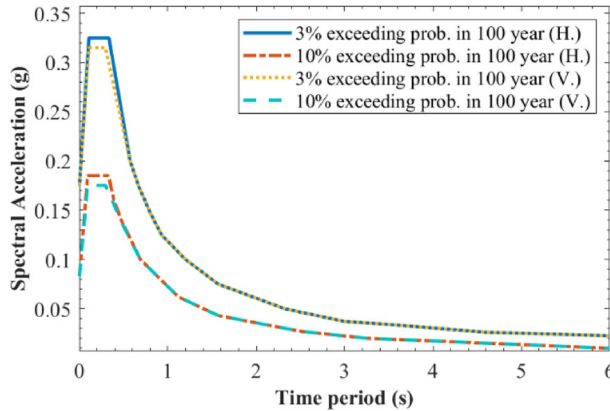 3% exceeding prob. in 100 year (H.)
10% exceeding prob. in 100 year (H.)
3% exceeding prob. in 100 year (V.)
10% exceeding prob. in 100 year (V.)
Spectral Acceleration (g)
0.3
0.25
0.2
0.15
0.1
0.05
0 1 2 3 4 5 6
Time period (s)